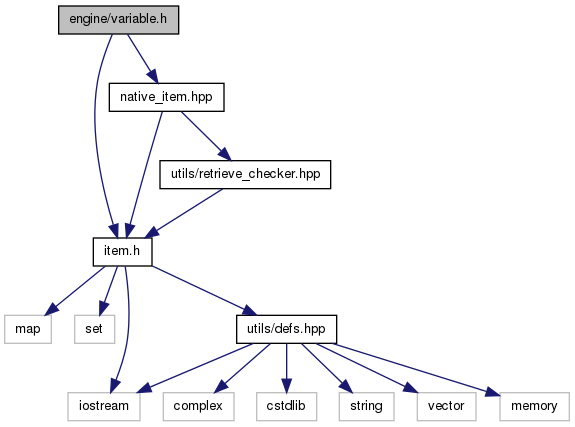 engine/variable.h
native_item.hpp
utils/retrieve_checker.hpp
item.h
map
set
utils/defs.hpp
iostream
complex
cstdlib
string
vector
memory